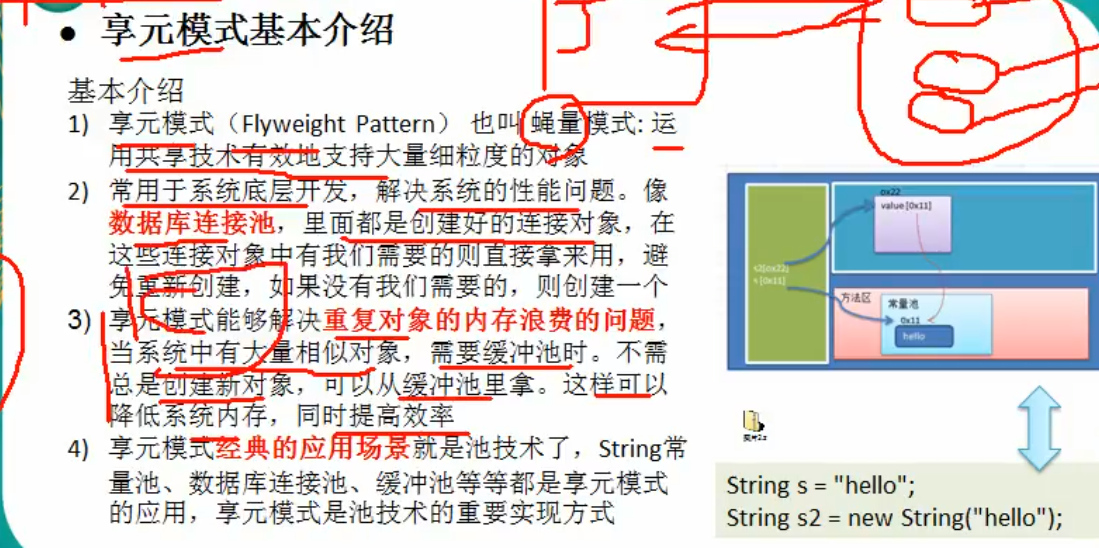 ● 享元模式基本介绍
基本介绍
1) 享元模式（Flyweight Pattern） 也叫 蝇量模式: 运
用共享技术有效地支持大量细粒度的对象
2) 常用于系统底层开发，解决系统的性能问题。像
数据库连接池，里面都是创建好的连接对象，在
这些连接对象中有我们需要的则直接拿来用，避
免重新创建，如果没有我们需要的，则创建一个
3) 享元模式能够解决重复对象的内存浪费的问题，
当系统中有大量相似对象，需要缓冲池时。不需
总是创建新对象，可以从缓冲池里拿。这样可以
降低系统内存，同时提高效率
4) 享元模式经典的应用场景就是池技术了，String常
量池、数据库连接池、缓冲池等等都是享元模式
的应用，享元模式是池技术的重要实现方式
0x22
value [0x11]
s2[0x22]
s [0x11]
方法区
常量池
0x11
hello
String s = "hello";
String s2 = new String("hello");